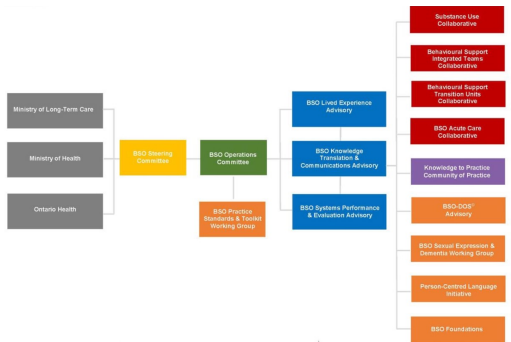 Ministry of Long-Term Care
Ministry of Health
Ontario Health
BSO Steering
Committee
BSO Operations
Committee
BSO Practice
Standards & Toolkit
Working Group
BSO Lived Experience
Advisory
BSO Knowledge
Translation &
Communications Advisory
BSO Systems Performance
& Evaluation Advisory
Substance Use
Collaborative
Behavioural Support
Integrated Teams
Collaborative
Behavioural Support
Transition Units
Collaborative
BSO Acute Care
Collaborative
Knowledge to Practice
Community of Practice
BSO-DOS®
Advisory
BSO Sexual Expression &
Dementia Working Group
Person-Centred Language
Initiative
BSO Foundations